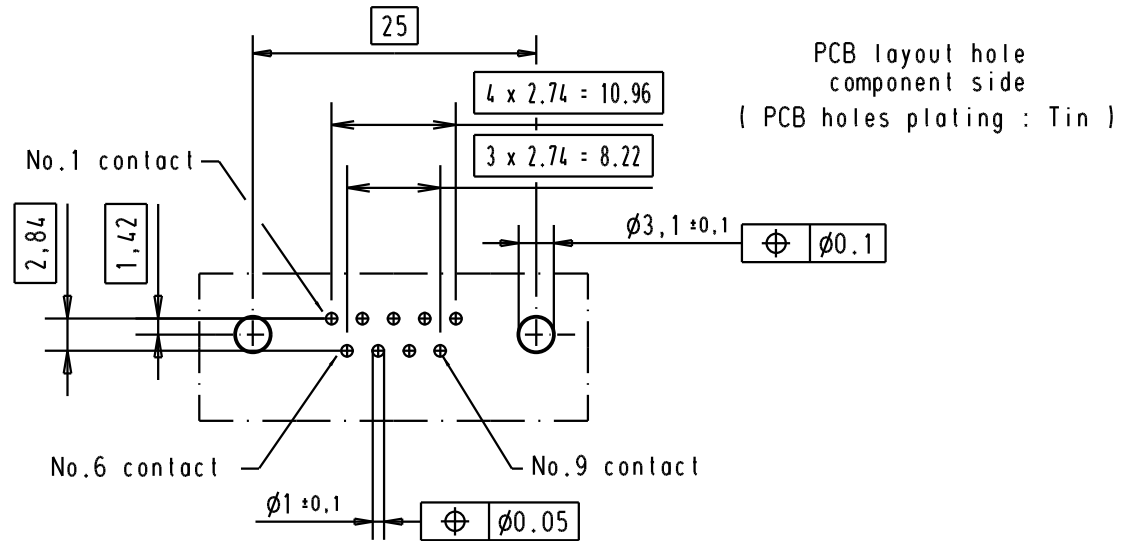 25
PCB layout hole
component side
( PCB holes plating : Tin )
4 x 2.74 = 10.96
3 x 2.74 = 8.22
No.1 contact
2,84
1,42
Ø3,1 ±0,1
Ø0.1
No.6 contact
No.9 contact
Ø1 ±0,1
Ø0.05